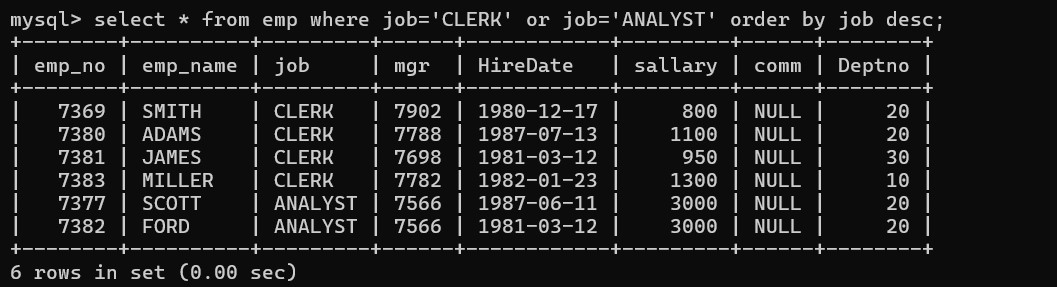 mysql> select * from emp where job='CLERK' or job='ANALYST' order by job desc;
+--------+----------+---------+------+------------+---------+------+--------+
| emp_no | emp_name | job     | mgr  | HireDate   | sallary | comm | Deptno |
+--------+----------+---------+------+------------+---------+------+--------+
|   7369 | SMITH    | CLERK   | 7902 | 1980-12-17 |     800 | NULL |     20 |
|   7380 | ADAMS    | CLERK   | 7788 | 1987-07-13 |    1100 | NULL |     20 |
|   7381 | JAMES    | CLERK   | 7698 | 1981-03-12 |     950 | NULL |     30 |
|   7383 | MILLER   | CLERK   | 7782 | 1982-01-23 |    1300 | NULL |     10 |
|   7377 | SCOTT    | ANALYST | 7566 | 1987-06-11 |    3000 | NULL |     20 |
|   7382 | FORD     | ANALYST | 7566 | 1981-03-12 |    3000 | NULL |     20 |
+--------+----------+---------+------+------------+---------+------+--------+
6 rows in set (0.00 sec)